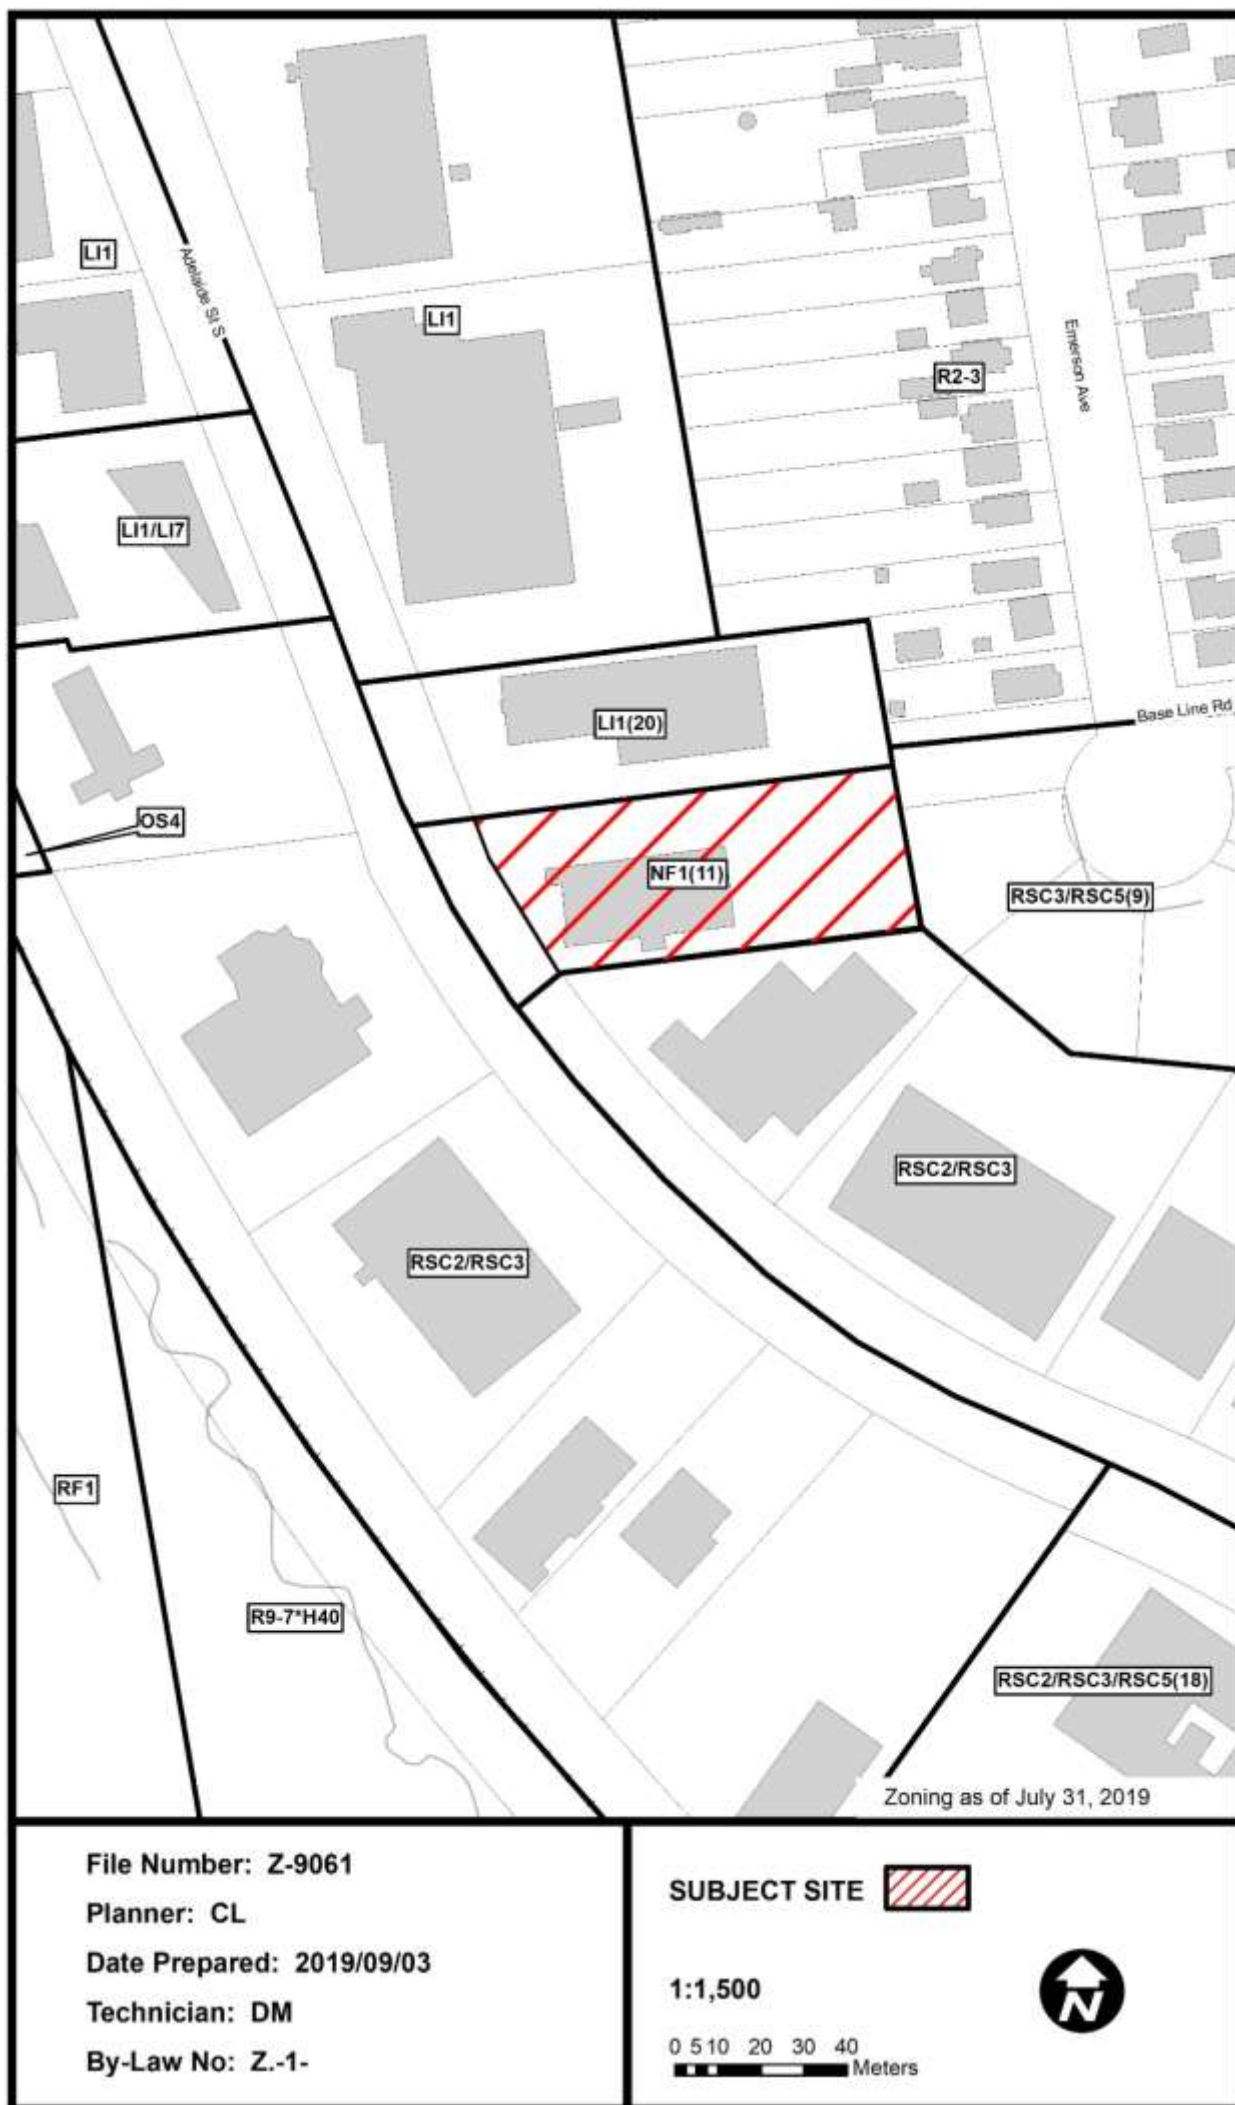 LI1
Adelaide St S
LI1
R2-3
Emerson Ave
LI1/LI7
LI1(20)
Base Line Rd
OS4
NF1(11)
RSC3/RSC5(9)
RSC2/RSC3
RSC2/RSC3
RF1
R9-7*H40
RSC2/RSC3/RSC5(18)
Zoning as of July 31, 2019
File Number: Z-9061
Planner: CL
Date Prepared: 2019/09/03
Technician: DM
By-Law No: Z.-1-
SUBJECT SITE
1:1,500
N
0 5 10 20 30 40
Meters